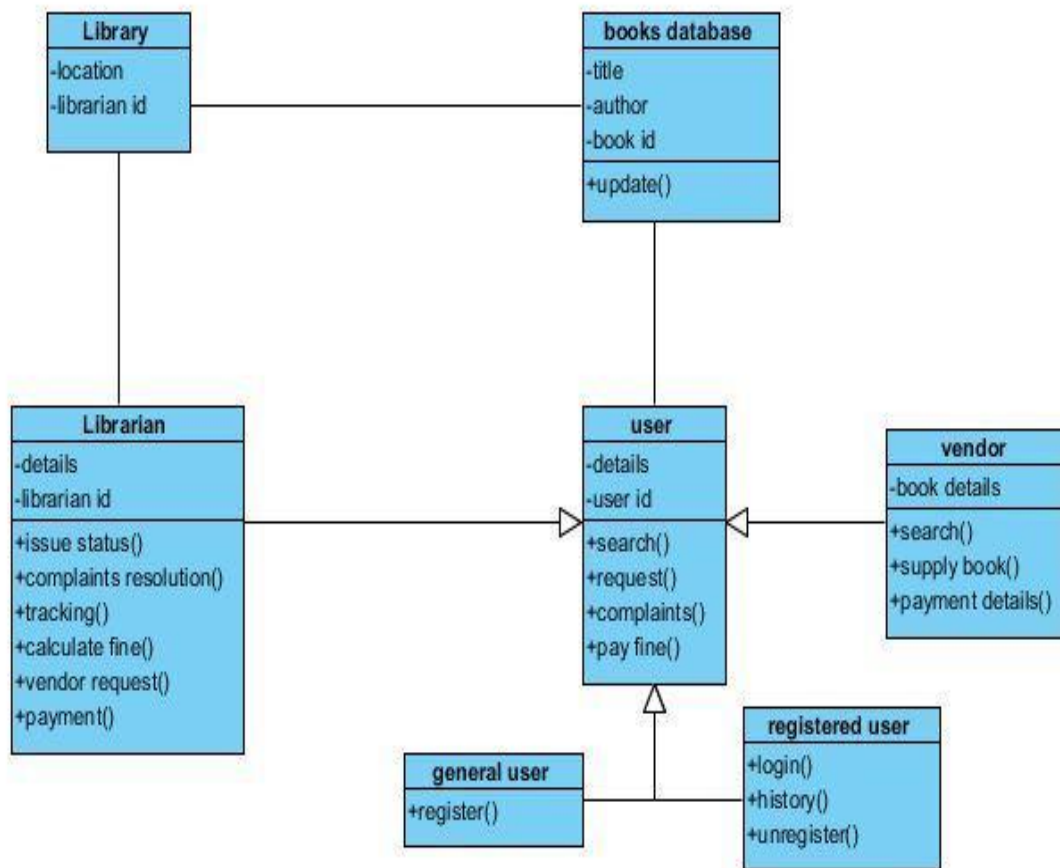 Library
-location
-librarian id
books database
-title
-author
-book id
+update()
Librarian
-details
-librarian id
+issue status()
+complaints resolution()
+tracking()
+calculate fine()
+vendor request()
+payment()
user
-details
-user id
+search()
+request()
+complaints()
+pay fine()
vendor
-book details
+search()
+supply book()
+payment details()
general user
+register()
registered user
+login()
+history()
+unregister()